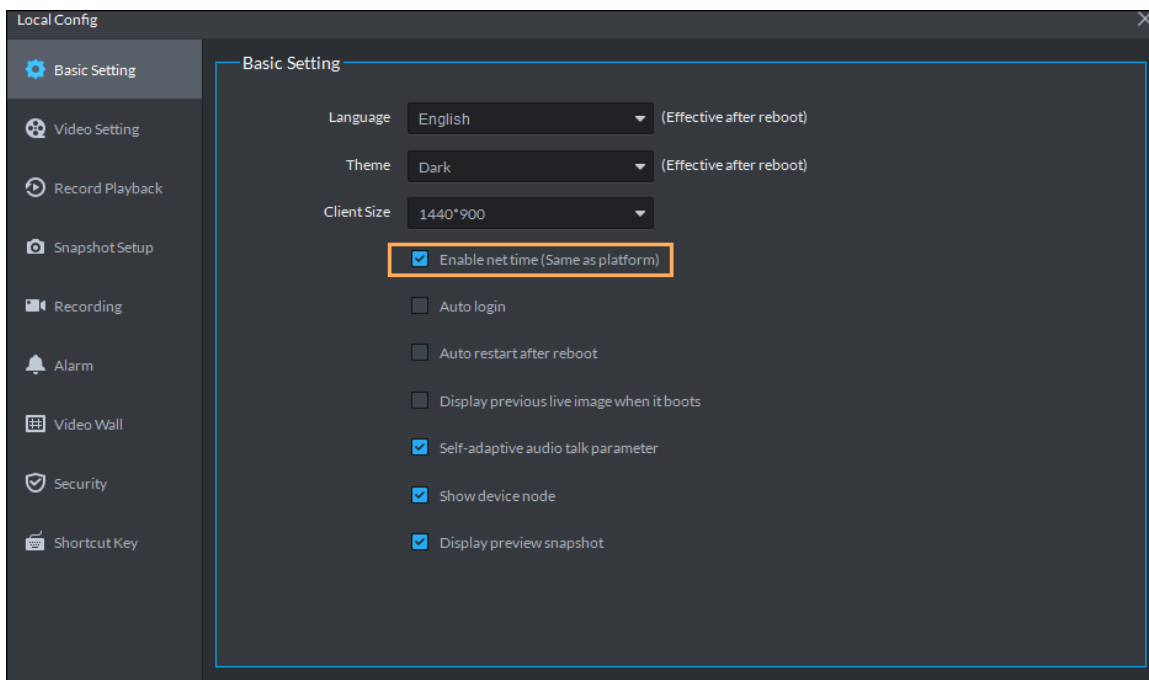 Local Config
Basic Setting
Video Setting
Record Playback
Snapshot Setup
Recording
Alarm
Video Wall
Security
Shortcut Key
Basic Setting
Language English (Effective after reboot)
Theme Dark (Effective after reboot)
Client Size 1440*900
Enable net time (Same as platform)
Auto login
Auto restart after reboot
Display previous live image when it boots
Self-adaptive audio talk parameter
Show device node
Display preview snapshot